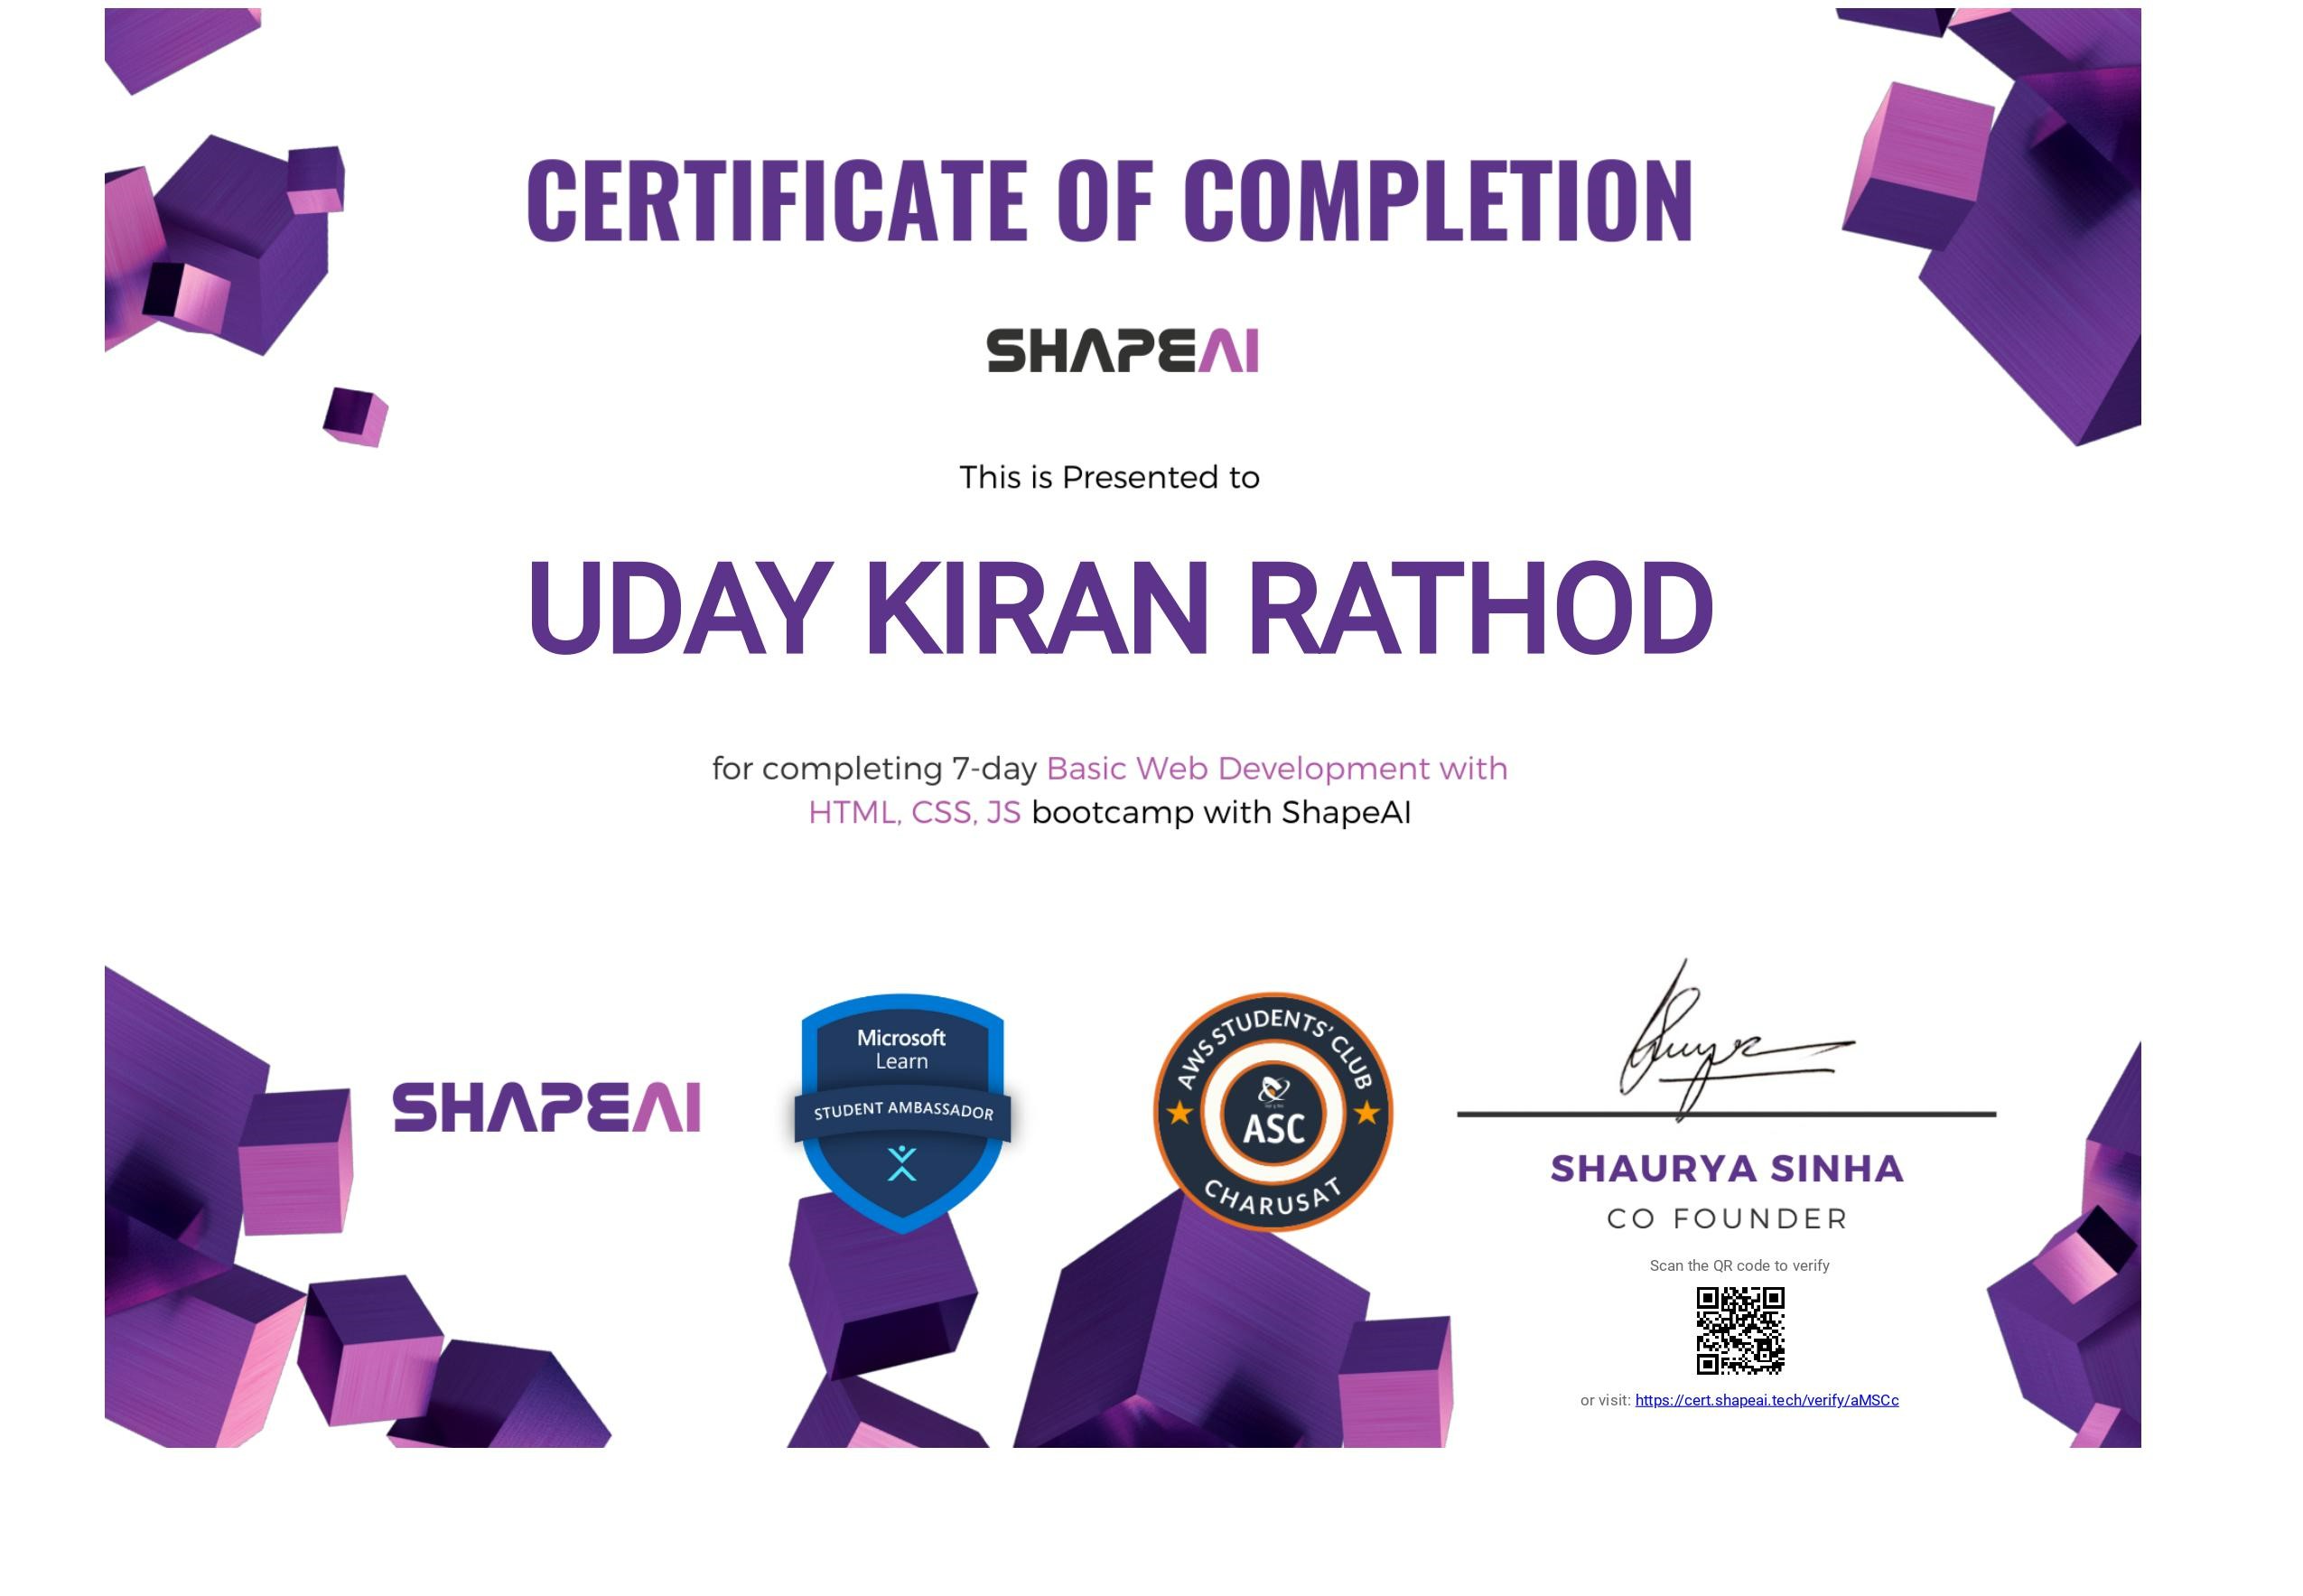 CERTIFICATE OF COMPLETION
SHAPEAI
This is Presented to
UDAY KIRAN RATHOD
for completing 7-day Basic Web Development with
HTML, CSS, JS bootcamp with ShapeAI
SHAPEAI
Microsoft
Learn
STUDENT AMBASSADOR
AWS STUDENTS' CLUB
ASC
CHARUSAT
SHAURYA SINHA
CO FOUNDER
Scan the QR code to verify
or visit: https://cert.shapeai.tech/verify/aMSCc